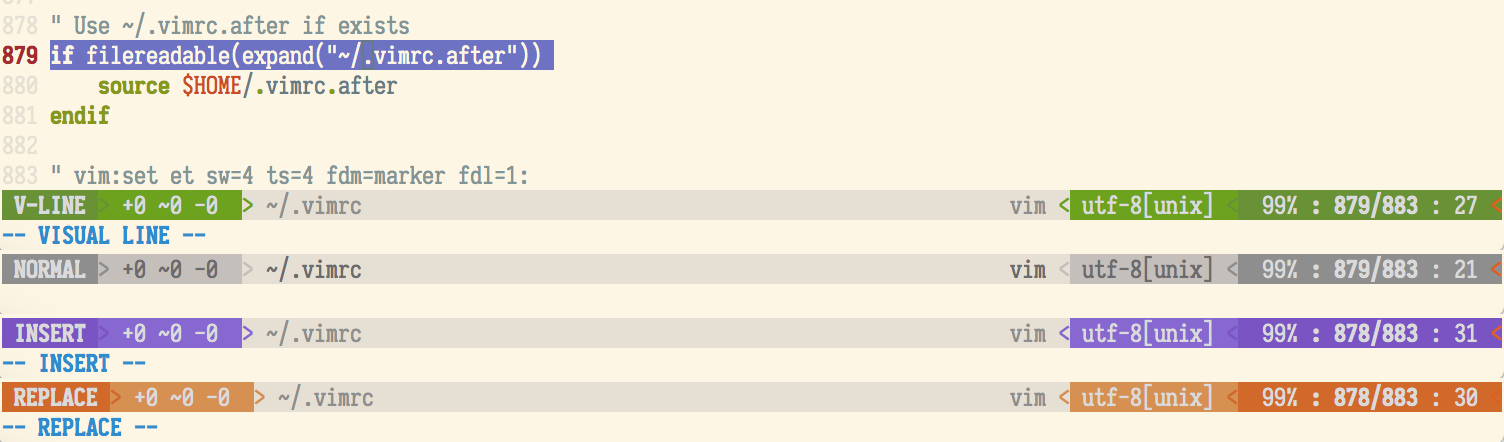 878 " Use ~/.vimrc.after if exists
879 if filereadable(expand("~/.vimrc.after"))
880     source $HOME/.vimrc.after
881 endif
882
883 " vim:set et sw=4 ts=4 fdm=marker fdl=1:
V-LINE > +0 ~0 -0 > ~/.vimrc vim < utf-8[unix] < 99% : 879/883 : 27 <
-- VISUAL LINE --
NORMAL > +0 ~0 -0 > ~/.vimrc vim < utf-8[unix] < 99% : 879/883 : 21 <
INSERT > +0 ~0 -0 > ~/.vimrc vim < utf-8[unix] < 99% : 878/883 : 31 <
-- INSERT --
REPLACE > +0 ~0 -0 > ~/.vimrc vim < utf-8[unix] < 99% : 878/883 : 30 <
-- REPLACE --